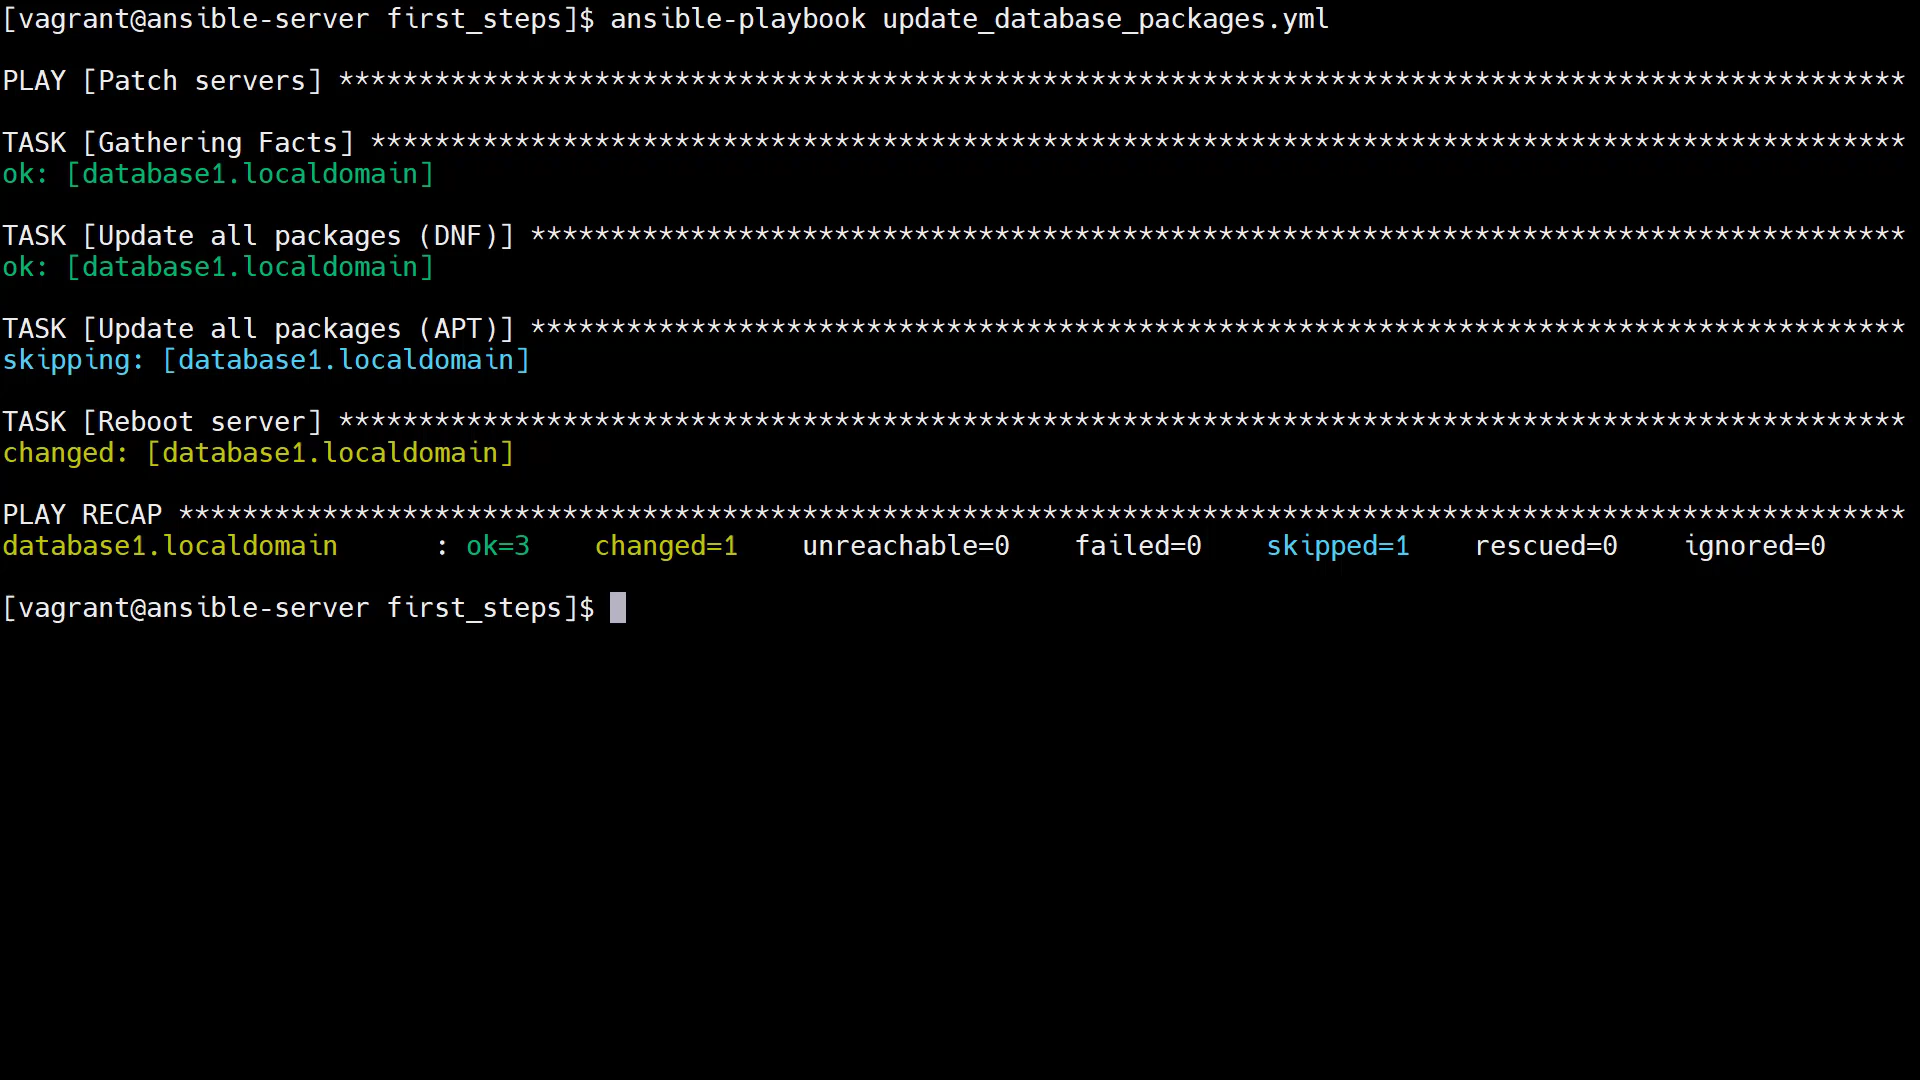 [vagrant@ansible-server first_steps]$ ansible-playbook update_database_packages.yml
PLAY [Patch servers] **************************************************************************************************
TASK [Gathering Facts] ************************************************************************************************
ok: [database1.localdomain]
TASK [Update all packages (DNF)] **************************************************************************************
ok: [database1.localdomain]
TASK [Update all packages (APT)] **************************************************************************************
skipping: [database1.localdomain]
TASK [Reboot server] **************************************************************************************************
changed: [database1.localdomain]
PLAY RECAP ************************************************************************************************************
database1.localdomain      : ok=3    changed=1    unreachable=0    failed=0    skipped=1    rescued=0    ignored=0
[vagrant@ansible-server first_steps]$